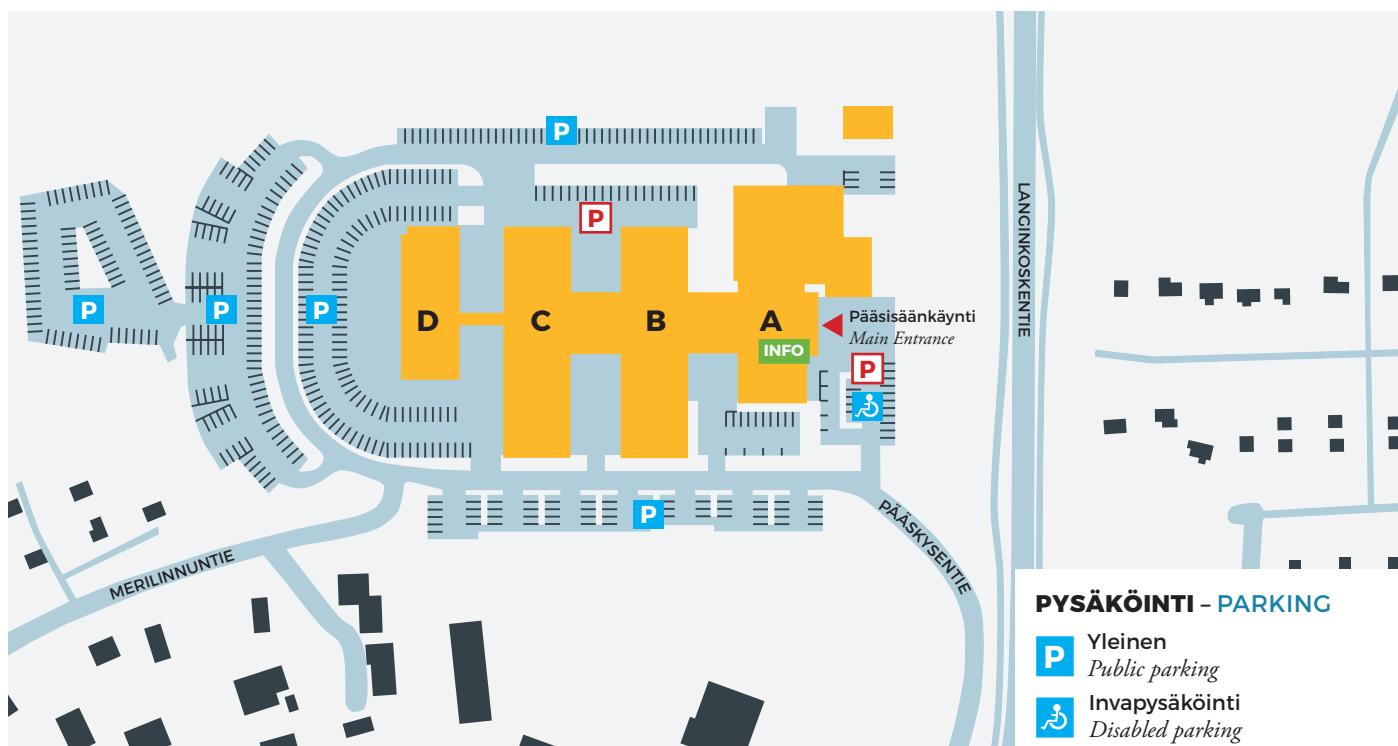 P
P
LANGINKOSKENTIE
P
P
P
D
C
B
A
Pääsisäänkäynti
Main Entrance
INFO
P
P
PÄÄSKYSENTIE
MERILINNUNTIE
PYSÄKÖINTI – PARKING
P
Yleinen
Public parking
Invapysäköinti
Disabled parking